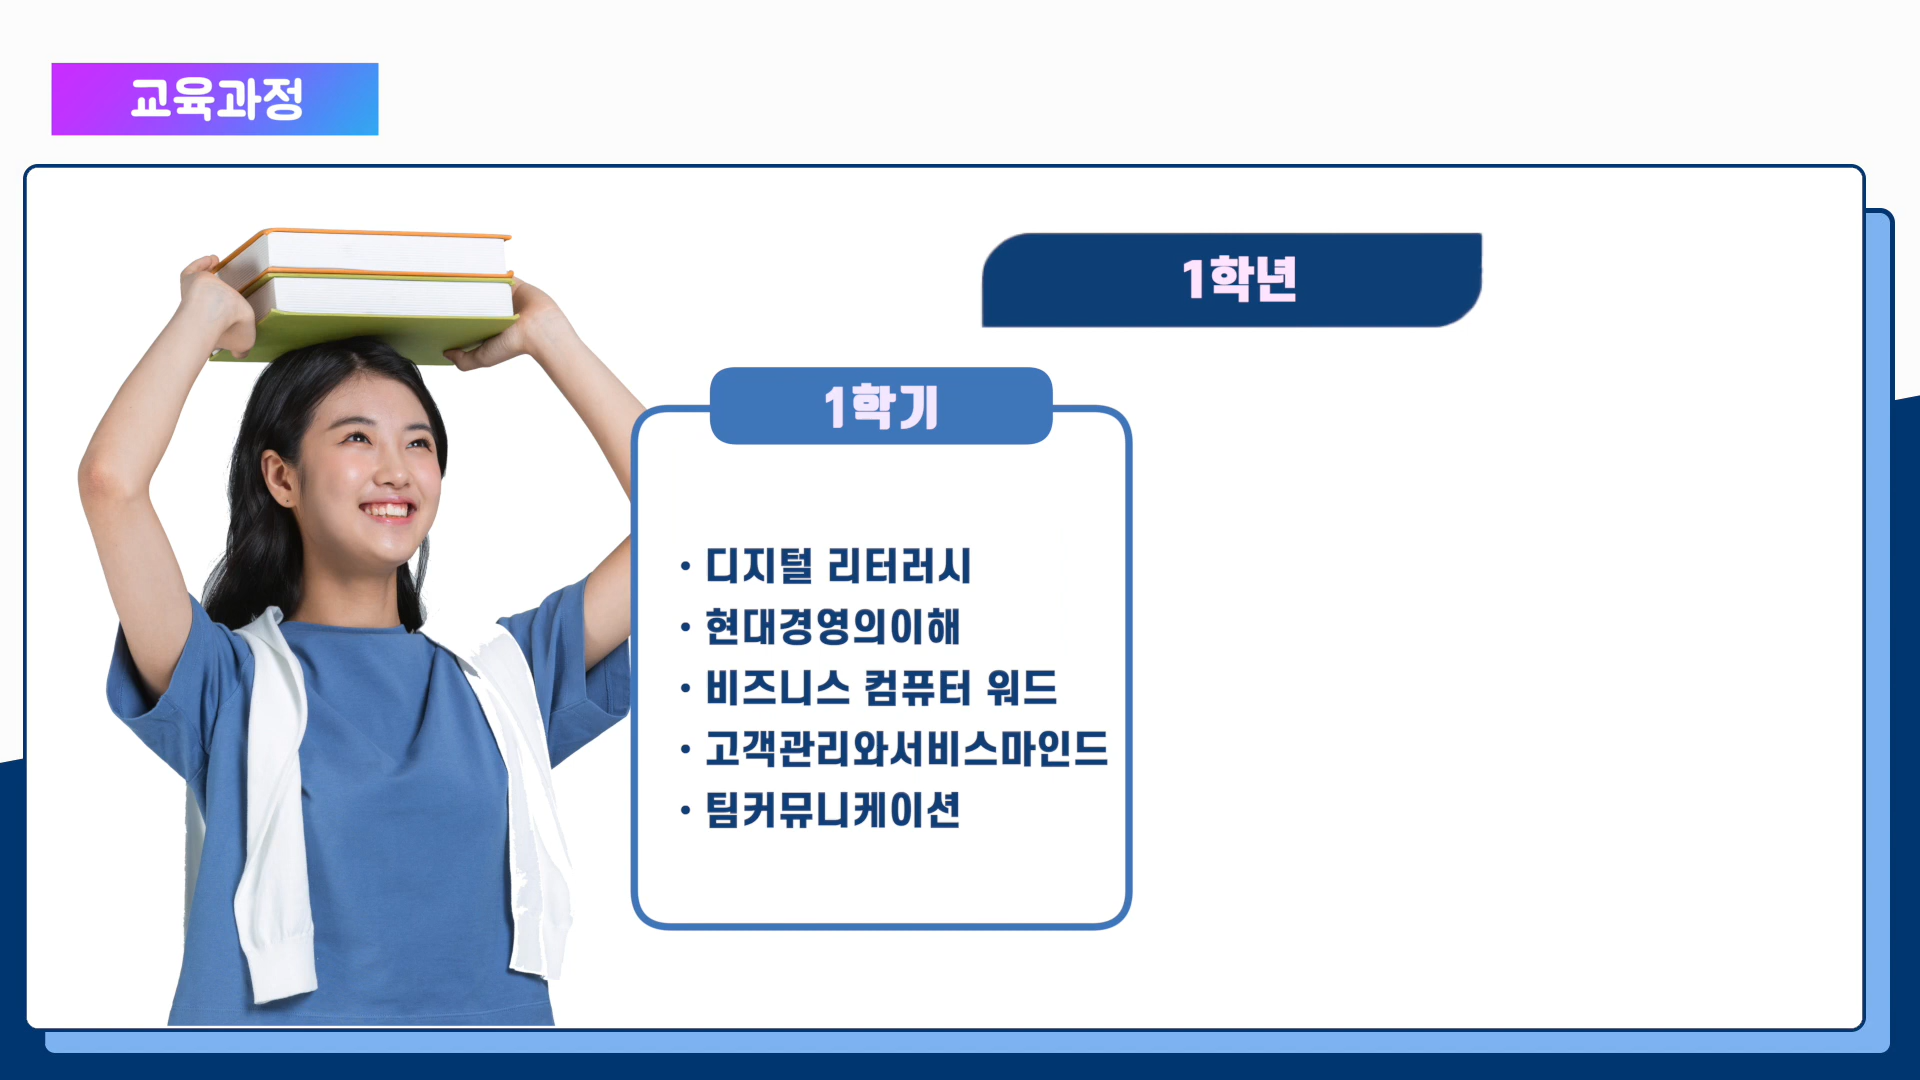 교육과정
1학년
1학기
• 디지털 리터러시
• 현대경영의이해
• 비즈니스 컴퓨터 워드
• 고객관리와서비스마인드
• 팀커뮤니케이션